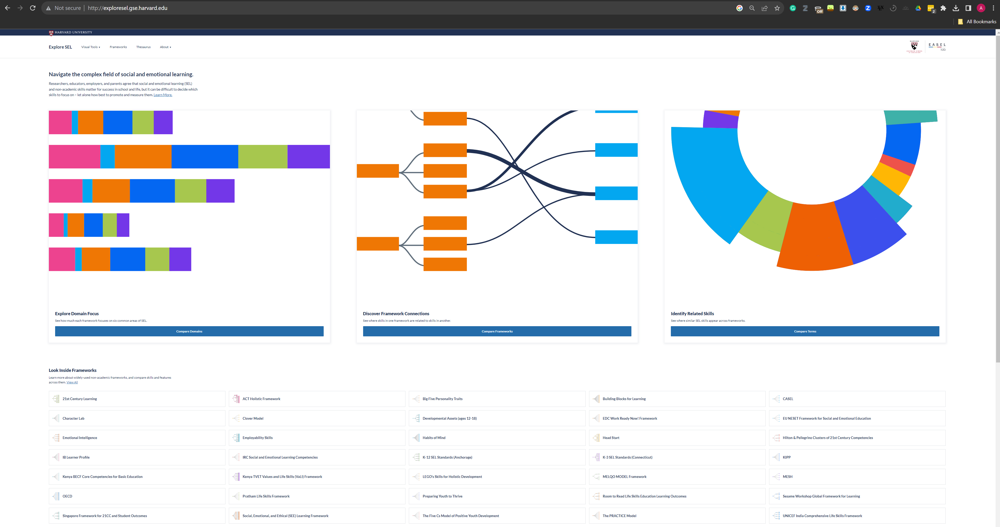 Not secure
http://exploresel.gse.harvard.edu
Off
2
A
All Bookmarks
HARVARD UNIVERSITY
Explore SEL
Visual Tools ▾
Frameworks
Thesaurus
About ▾
HARVARD
GRADUATE SCHOOL
OF EDUCATION
EASEL
lab
Navigate the complex field of social and emotional learning.
Researchers, educators, employers, and parents agree that social and emotional learning (SEL)
and non-academic skills matter for success in school and life, but it can be difficult to decide which
skills to focus on – let alone how best to promote and measure them. Learn More.
Explore Domain Focus
See how much each framework focuses on six common areas of SEL.
Compare Domains
Discover Framework Connections
See where skills in one framework are related to skills in another.
Compare Frameworks
Identify Related Skills
See where similar SEL skills appear across frameworks.
Compare Terms
Look Inside Frameworks
Learn more about widely-used non-academic frameworks, and compare skills and features
across them. View All
21st Century Learning
ACT Holistic Framework
Big Five Personality Traits
Building Blocks for Learning
CASEL
Character Lab
Clover Model
Developmental Assets (ages 12-18)
EDC Work Ready Now! Framework
EU NESET Framework for Social and Emotional Education
Emotional Intelligence
Employability Skills
Habits of Mind
Head Start
Hilton & Pellegrino Clusters of 21st Century Competencies
IB Learner Profile
IRC Social and Emotional Learning Competencies
K-12 SEL Standards (Anchorage)
K-3 SEL Standards (Connecticut)
KIPP
Kenya BECF Core Competencies for Basic Education
Kenya TVET Values and Life Skills (VaLI) Framework
LEGO's Skills for Holistic Development
MELQO MODEL Framework
MESH
OECD
Pratham Life Skills Framework
Preparing Youth to Thrive
Room to Read Life Skills Education Learning Outcomes
Sesame Workshop Global Framework for Learning
Singapore Framework for 21CC and Student Outcomes
Social, Emotional, and Ethical (SEE) Learning Framework
The Five Cs Model of Positive Youth Development
The PRACTICE Model
UNICEF India Comprehensive Life Skills Framework